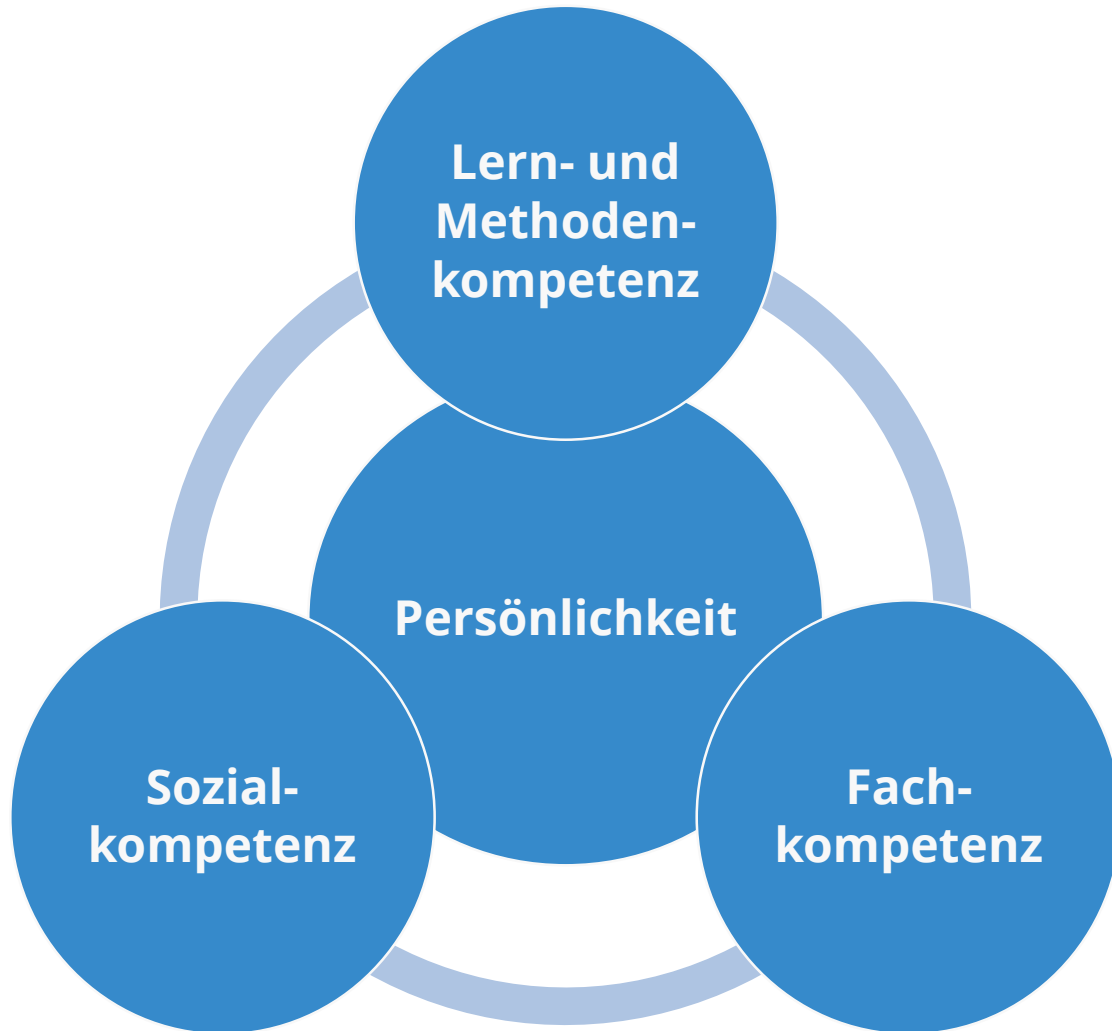 Lern- und
Methoden-
kompetenz
Persönlichkeit
Sozial-
kompetenz
Fach-
kompetenz